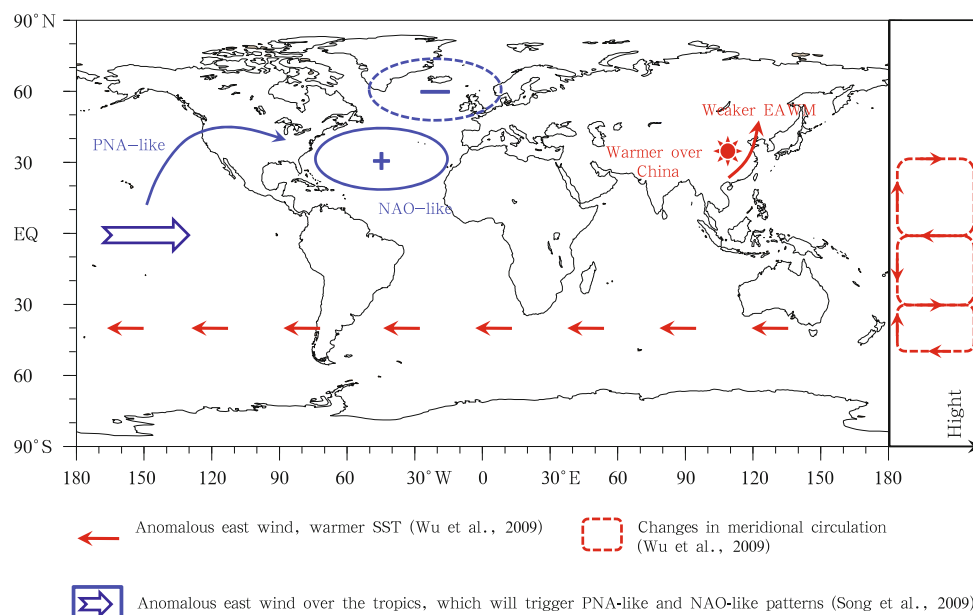 90°N
60
30
EQ
30
60
90°S
PNA-like
NAO-like
Weaker EAWM
Warmer over
China
Hight
180 150 120 90 60 30°W 0 30°E 60 90 120 150 180
Anomalous east wind, warmer SST (Wu et al., 2009)
Changes in meridional circulation
(Wu et al., 2009)
Anomalous east wind over the tropics, which will trigger PNA-like and NAO-like patterns (Song et al., 2009)